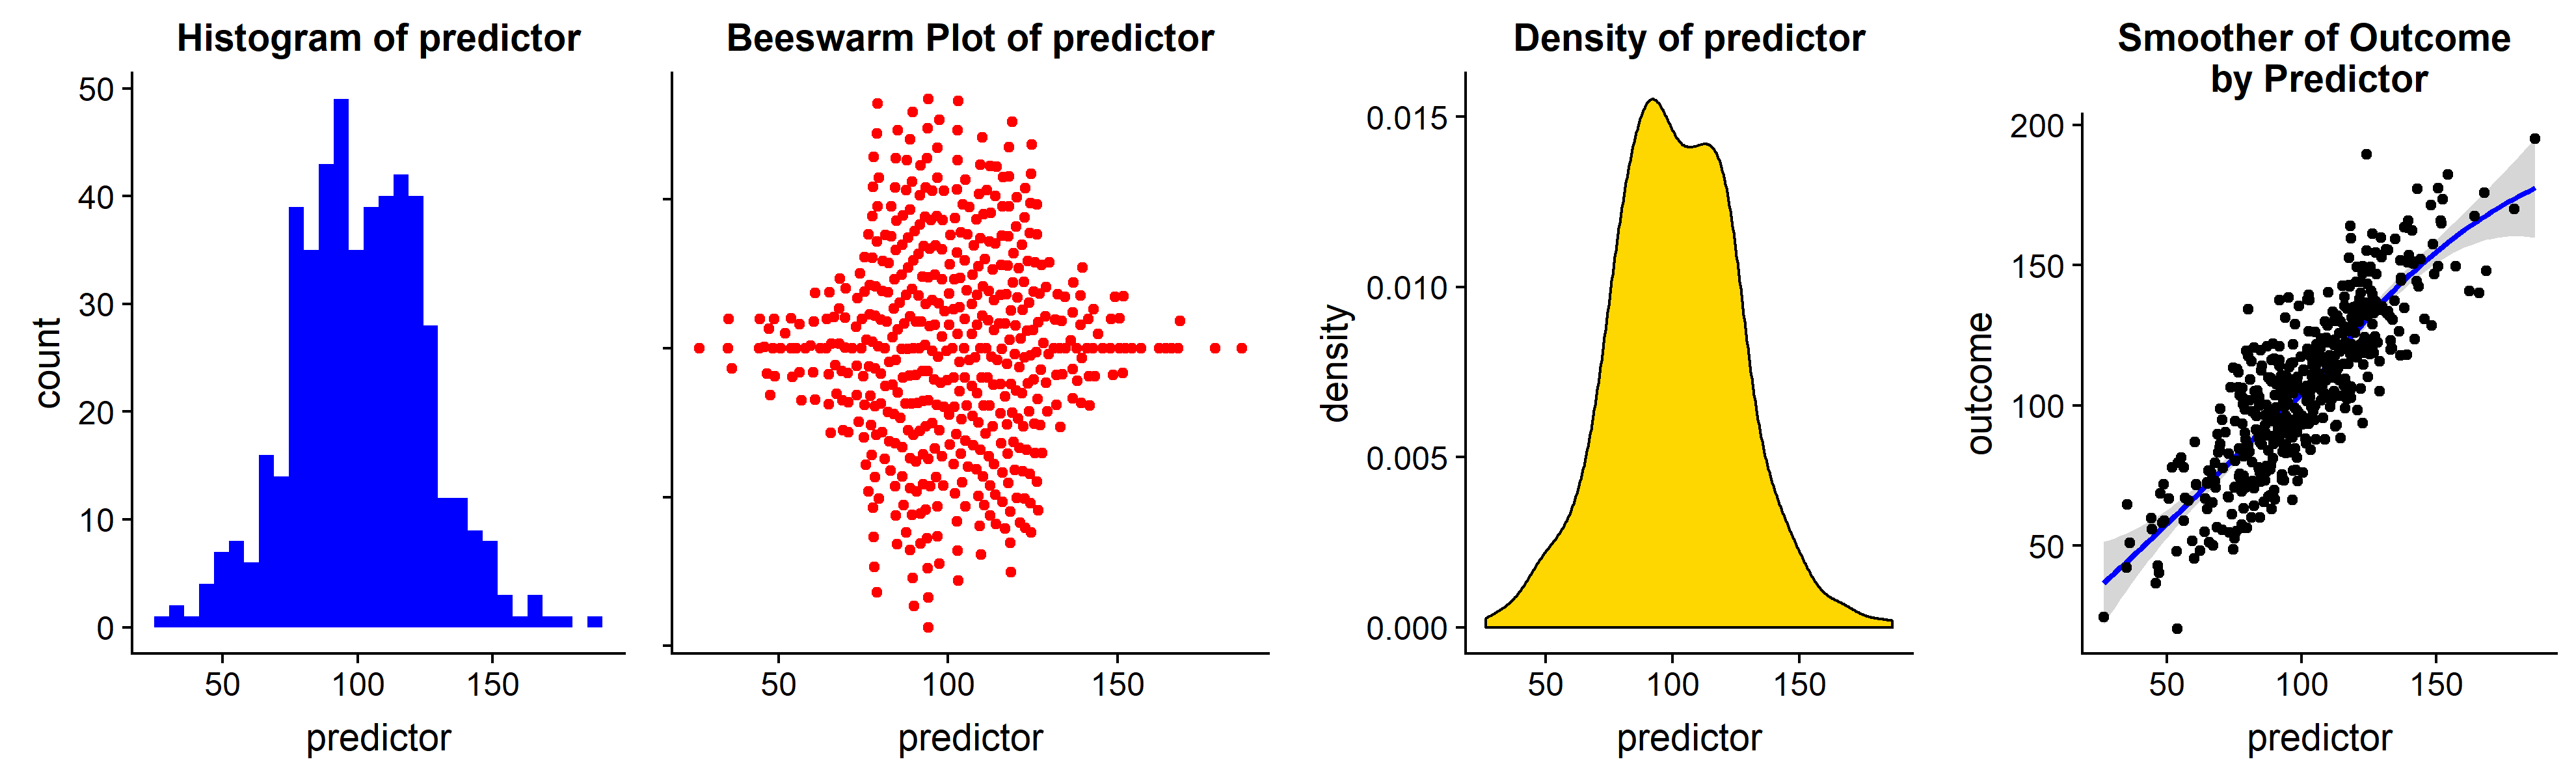 Histogram of predictor
50
40
30
20
10
0
count
50 100 150
predictor
Beeswarm Plot of predictor
50 100 150
predictor
Density of predictor
0.015
0.010
0.005
0.000
density
50 100 150
predictor
Smoother of Outcome
by Predictor
200
150
100
50
outcome
50 100 150
predictor